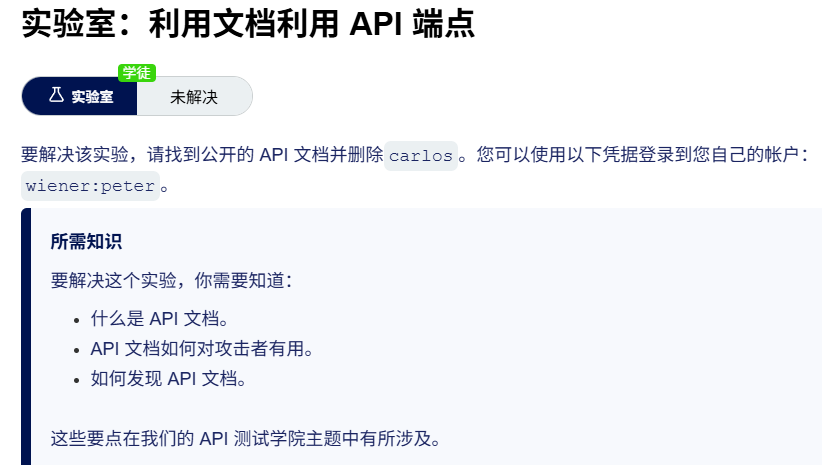 实验室：利用文档利用 API 端点
学徒
实验室 未解决
要解决该实验，请找到公开的 API 文档并删除carlos。您可以使用以下凭据登录到您自己的帐户：
wiener:peter。
所需知识
要解决这个实验，你需要知道：
什么是 API 文档。
API 文档如何对攻击者有用。
如何发现 API 文档。
这些要点在我们的 API 测试学院主题中有所涉及。